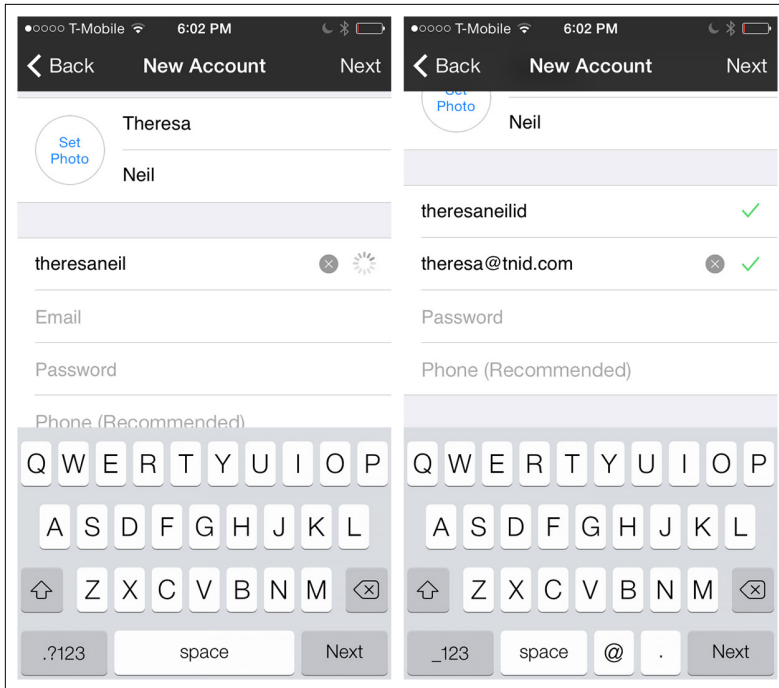 T-Mobile 6:02 PM
Back New Account Next
Set
Photo
Theresa
Neil
theresaneil
Email
Password
Phone (Recommended)
Q W E R T Y U I O P
A S D F G H J K L
Z X C V B N M
.?123 space Next
T-Mobile 6:02 PM
Back New Account Next
Set
Photo
Neil
theresaneilid
theresa@tnid.com
Password
Phone (Recommended)
Q W E R T Y U I O P
A S D F G H J K L
Z X C V B N M
_123 space @ . Next